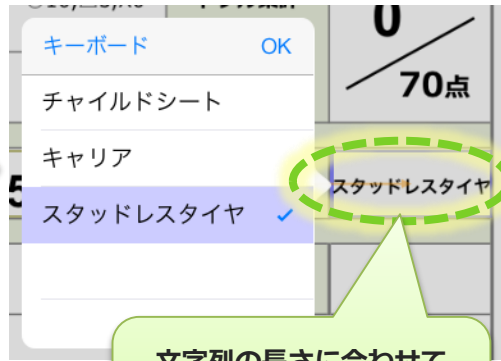 0
キーボード OK
70点
チャイルドシート
キャリア
5
スタッドレスタイヤ
スタッドレスタイヤ
文字列の長さに合わせて